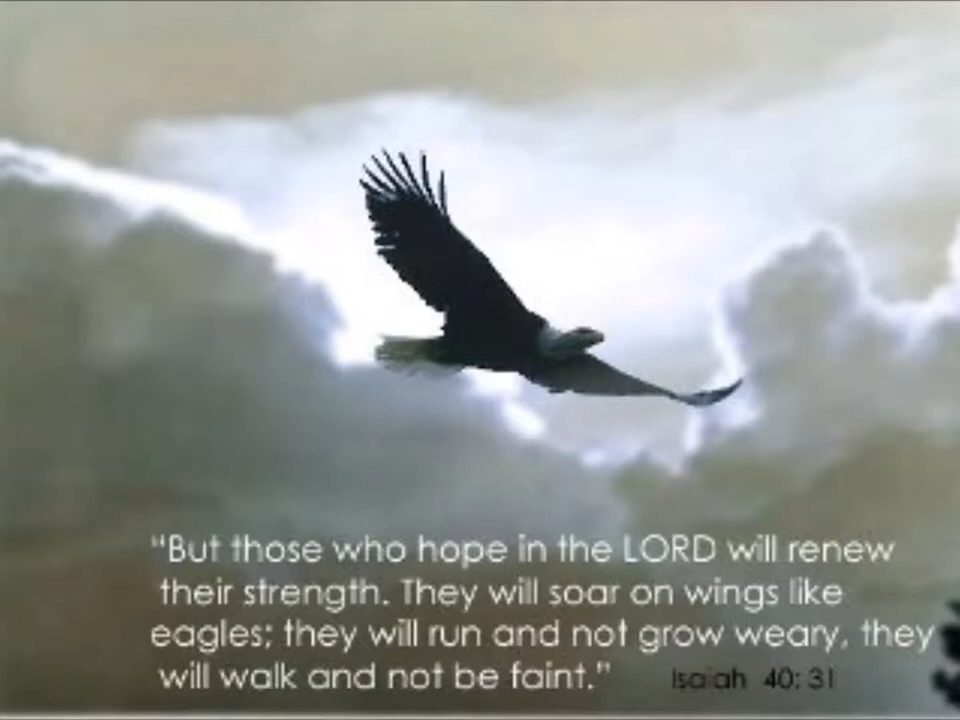 “But those who hope in the LORD will renew
their strength. They will soar on wings like
eagles; they will run and not grow weary, they
will walk and not be faint.” Isaiah 40:31